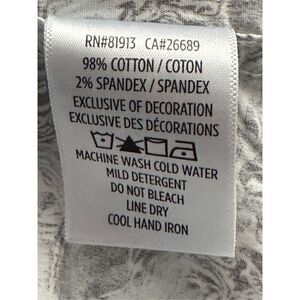 RN#81913 CA#26689
98% COTTON / COTON
2% SPANDEX / SPANDEX
EXCLUSIVE OF DECORATION
EXCLUSIVE DES DÉCORATIONS
MACHINE WASH COLD WATER
MILD DETERGENT
DO NOT BLEACH
LINE DRY
COOL HAND IRON